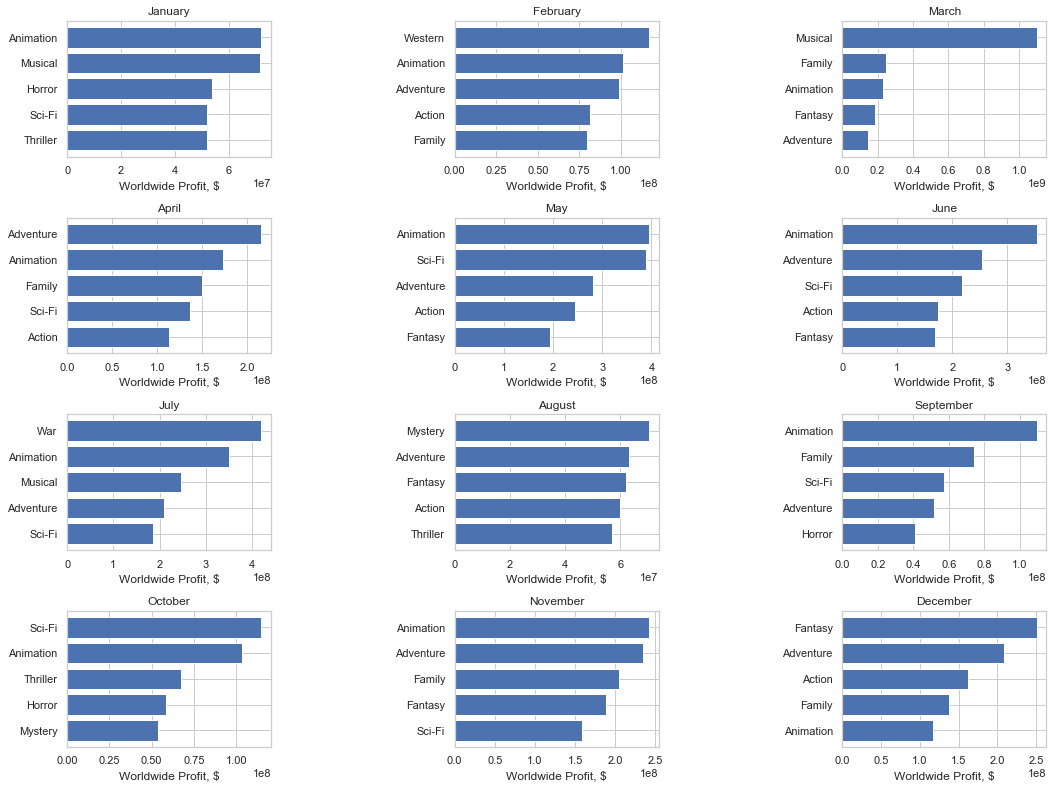 January
Animation
Musical
Horror
Sci-Fi
Thriller
0 2 4 6
1e7
Worldwide Profit, $
February
Western
Animation
Adventure
Action
Family
0.00 0.25 0.50 0.75 1.00
1e8
Worldwide Profit, $
March
Musical
Family
Animation
Fantasy
Adventure
0.0 0.2 0.4 0.6 0.8 1.0
1e9
Worldwide Profit, $
April
Adventure
Animation
Family
Sci-Fi
Action
0.0 0.5 1.0 1.5 2.0
1e8
Worldwide Profit, $
May
Animation
Sci-Fi
Adventure
Action
Fantasy
0 1 2 3 4
1e8
Worldwide Profit, $
June
Animation
Adventure
Sci-Fi
Action
Fantasy
0 1 2 3
1e8
Worldwide Profit, $
July
War
Animation
Musical
Adventure
Sci-Fi
0 1 2 3 4
1e8
Worldwide Profit, $
August
Mystery
Adventure
Fantasy
Action
Thriller
0 2 4 6
1e7
Worldwide Profit, $
September
Animation
Family
Sci-Fi
Adventure
Horror
0.0 0.2 0.4 0.6 0.8 1.0
1e8
Worldwide Profit, $
October
Sci-Fi
Animation
Thriller
Horror
Mystery
0.00 0.25 0.50 0.75 1.00
1e8
Worldwide Profit, $
November
Animation
Adventure
Family
Fantasy
Sci-Fi
0.0 0.5 1.0 1.5 2.0 2.5
1e8
Worldwide Profit, $
December
Fantasy
Adventure
Action
Family
Animation
0.0 0.5 1.0 1.5 2.0 2.5
1e8
Worldwide Profit, $